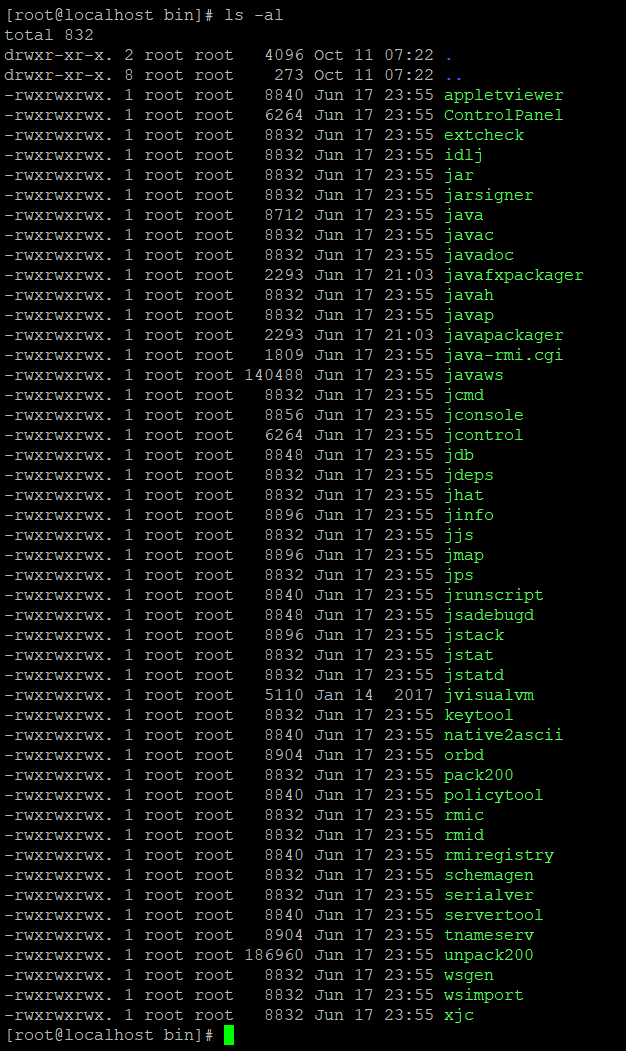 [root@localhost bin]# ls -al
total 832
drwxr-xr-x. 2 root root   4096 Oct 11 07:22 .
drwxr-xr-x. 8 root root    273 Oct 11 07:22 ..
-rwxrwxrwx. 1 root root   8840 Jun 17 23:55 appletviewer
-rwxrwxrwx. 1 root root   6264 Jun 17 23:55 ControlPanel
-rwxrwxrwx. 1 root root   8832 Jun 17 23:55 extcheck
-rwxrwxrwx. 1 root root   8832 Jun 17 23:55 idlj
-rwxrwxrwx. 1 root root   8832 Jun 17 23:55 jar
-rwxrwxrwx. 1 root root   8832 Jun 17 23:55 jarsigner
-rwxrwxrwx. 1 root root   8712 Jun 17 23:55 java
-rwxrwxrwx. 1 root root   8832 Jun 17 23:55 javac
-rwxrwxrwx. 1 root root   8832 Jun 17 23:55 javadoc
-rwxrwxrwx. 1 root root   2293 Jun 17 21:03 javafxpackager
-rwxrwxrwx. 1 root root   8832 Jun 17 23:55 javah
-rwxrwxrwx. 1 root root   8832 Jun 17 23:55 javap
-rwxrwxrwx. 1 root root   2293 Jun 17 21:03 javapackager
-rwxrwxrwx. 1 root root   1809 Jun 17 23:55 java-rmi.cgi
-rwxrwxrwx. 1 root root 140488 Jun 17 23:55 javaws
-rwxrwxrwx. 1 root root   8832 Jun 17 23:55 jcmd
-rwxrwxrwx. 1 root root   8856 Jun 17 23:55 jconsole
-rwxrwxrwx. 1 root root   6264 Jun 17 23:55 jcontrol
-rwxrwxrwx. 1 root root   8848 Jun 17 23:55 jdb
-rwxrwxrwx. 1 root root   8832 Jun 17 23:55 jdeps
-rwxrwxrwx. 1 root root   8832 Jun 17 23:55 jhat
-rwxrwxrwx. 1 root root   8896 Jun 17 23:55 jinfo
-rwxrwxrwx. 1 root root   8832 Jun 17 23:55 jjs
-rwxrwxrwx. 1 root root   8896 Jun 17 23:55 jmap
-rwxrwxrwx. 1 root root   8832 Jun 17 23:55 jps
-rwxrwxrwx. 1 root root   8840 Jun 17 23:55 jrunscript
-rwxrwxrwx. 1 root root   8848 Jun 17 23:55 jsadebugd
-rwxrwxrwx. 1 root root   8896 Jun 17 23:55 jstack
-rwxrwxrwx. 1 root root   8832 Jun 17 23:55 jstat
-rwxrwxrwx. 1 root root   8832 Jun 17 23:55 jstatd
-rwxrwxrwx. 1 root root   5110 Jan 14  2017 jvisualvm
-rwxrwxrwx. 1 root root   8832 Jun 17 23:55 keytool
-rwxrwxrwx. 1 root root   8840 Jun 17 23:55 native2ascii
-rwxrwxrwx. 1 root root   8904 Jun 17 23:55 orbd
-rwxrwxrwx. 1 root root   8832 Jun 17 23:55 pack200
-rwxrwxrwx. 1 root root   8840 Jun 17 23:55 policytool
-rwxrwxrwx. 1 root root   8832 Jun 17 23:55 rmic
-rwxrwxrwx. 1 root root   8832 Jun 17 23:55 rmid
-rwxrwxrwx. 1 root root   8840 Jun 17 23:55 rmiregistry
-rwxrwxrwx. 1 root root   8832 Jun 17 23:55 schemagen
-rwxrwxrwx. 1 root root   8832 Jun 17 23:55 serialver
-rwxrwxrwx. 1 root root   8840 Jun 17 23:55 servertool
-rwxrwxrwx. 1 root root   8904 Jun 17 23:55 tnameserv
-rwxrwxrwx. 1 root root 186960 Jun 17 23:55 unpack200
-rwxrwxrwx. 1 root root   8832 Jun 17 23:55 wsgen
-rwxrwxrwx. 1 root root   8832 Jun 17 23:55 wsimport
-rwxrwxrwx. 1 root root   8832 Jun 17 23:55 xjc
[root@localhost bin]#